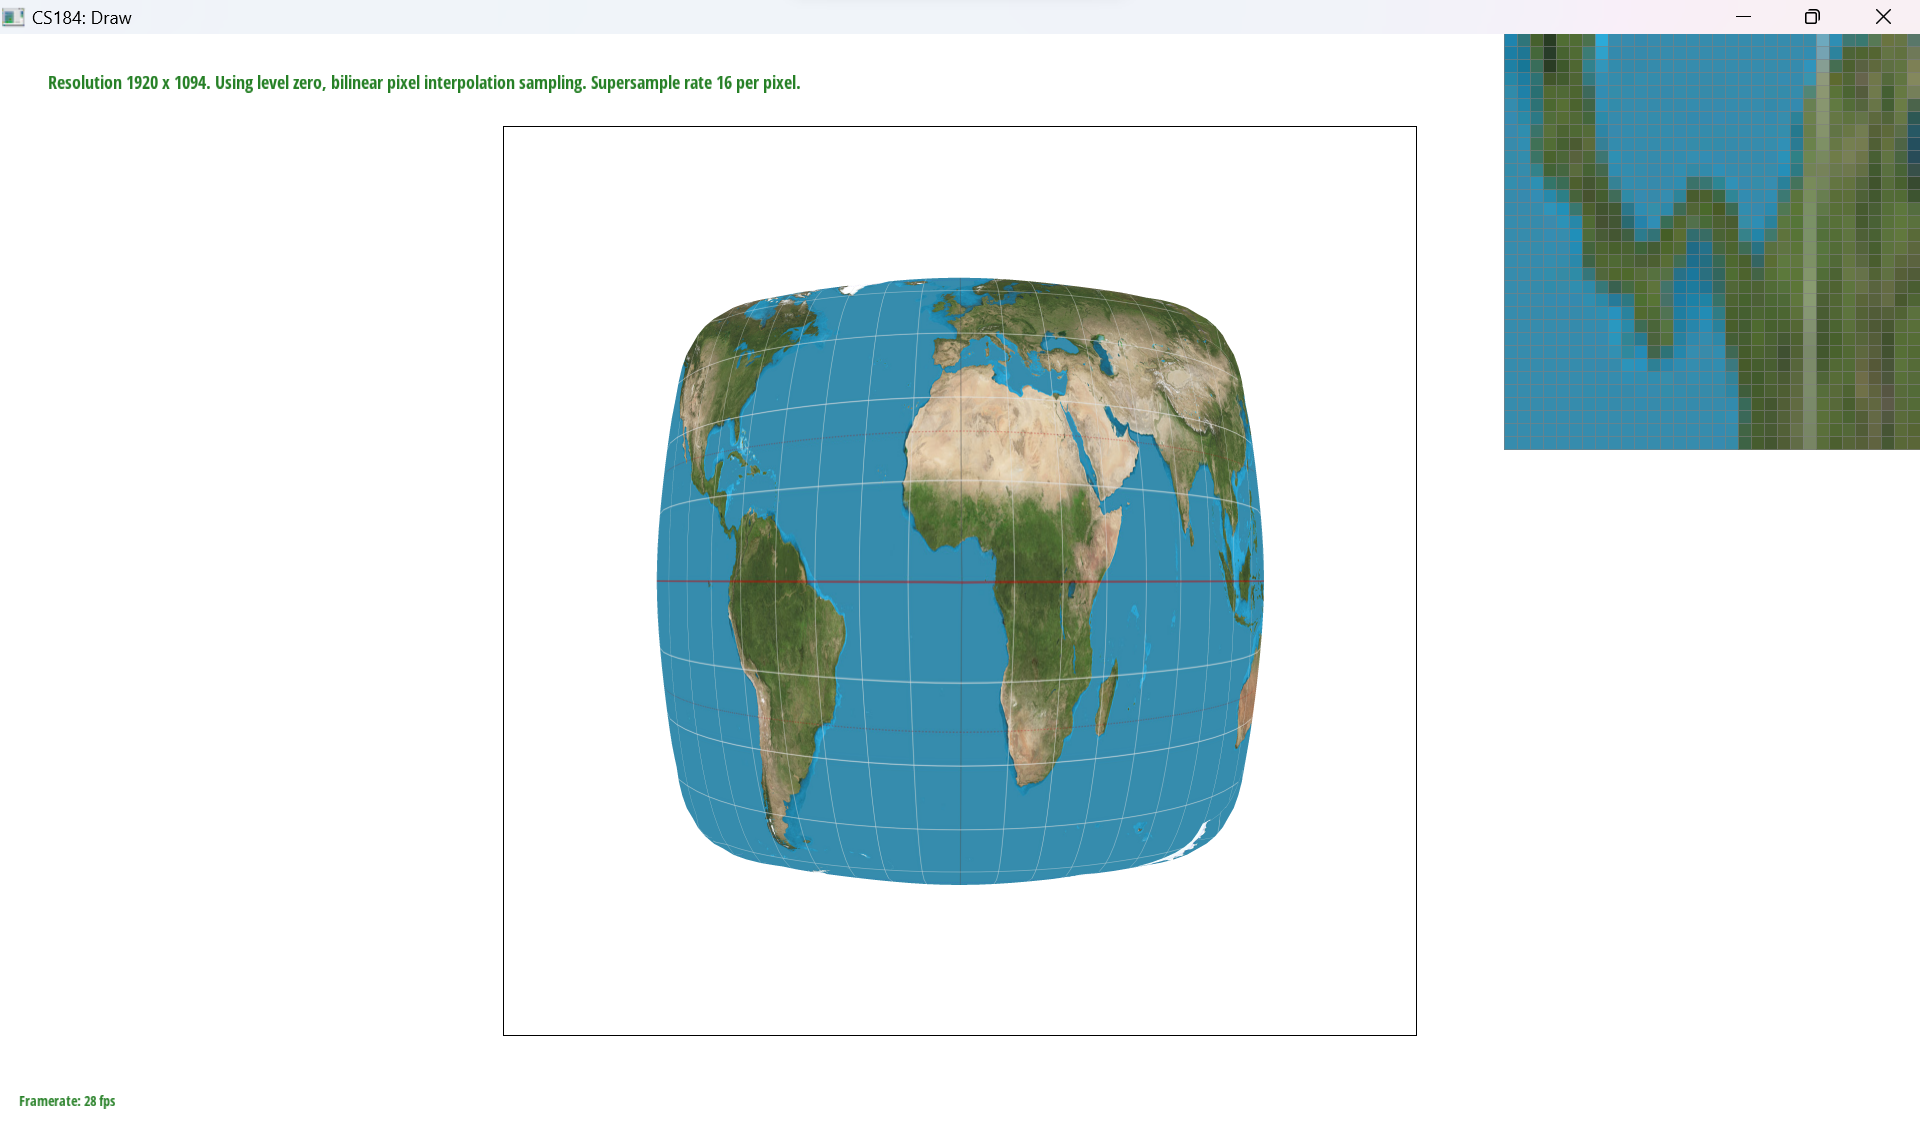 CS184: Draw
Resolution 1920 x 1094. Using level zero, bilinear pixel interpolation sampling. Supersample rate 16 per pixel.
Framerate: 28 fps